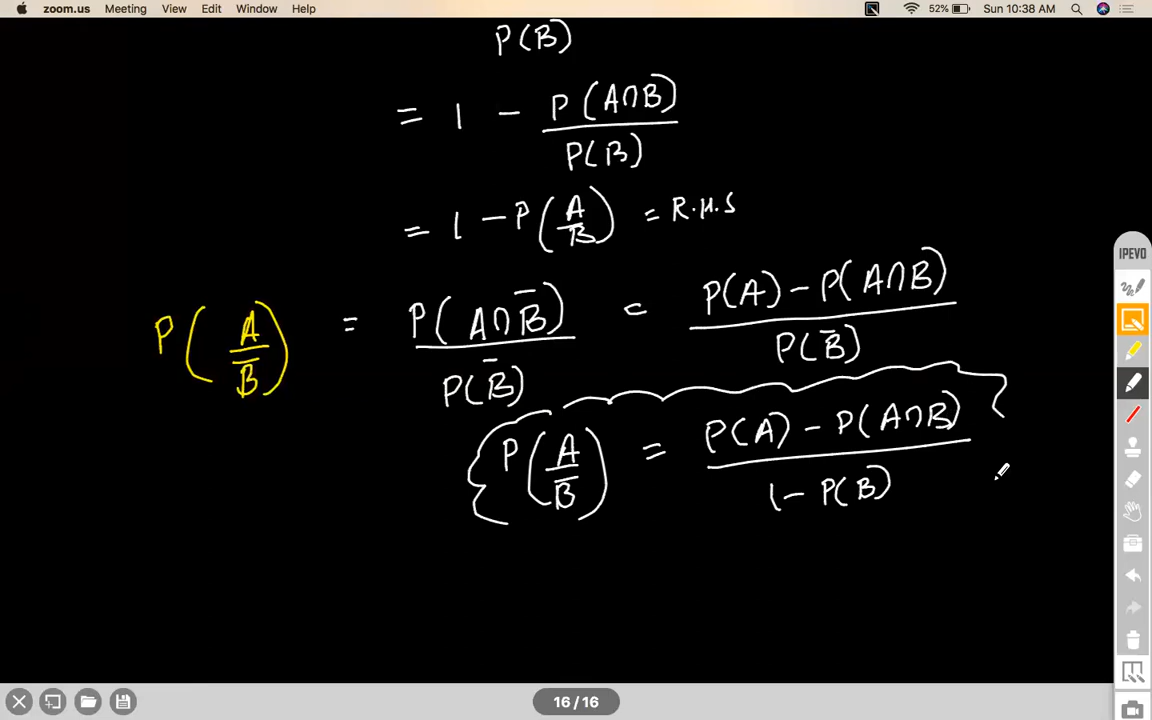 zoom.us Meeting View Edit Window Help 52% Sun 10:38 AM
P(B)
= 1 - P(A∩B) / P(B)
= 1 - P(A/B) = R.H.S
P(A/B̅) = P(A∩B̅) / P(B̅) = P(A) - P(A∩B) / P(B̅)
P(A/B̅) = P(A) - P(A∩B) / 1 - P(B)
IPEVO
16 / 16